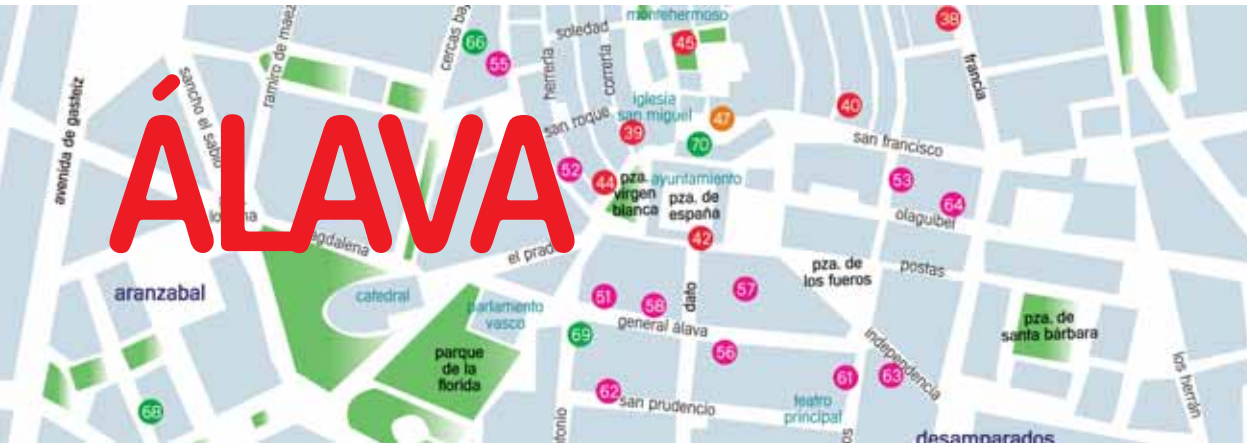 ÁLAVA
avenida de gasteiz
sancho el sabio
cercas
herrería
soledad
correría
montehermoso
38
45
66
55
francia
iglesia
san miguel
san roque
39
47
40
70
san francisco
52
44
pza.
virgen
blanca
ayuntamiento
pza. de
españa
42
53
64
olaguibel
el prado
aranzabal
catedral
parlamento
vasco
51
58
dato
57
pza. de
los fueros
postas
general álava
69
56
parque
de la
florida
pza. de
santa bárbara
independencia
los herrán
61
63
62
san prudencio
teatro
principal
68
desamparados